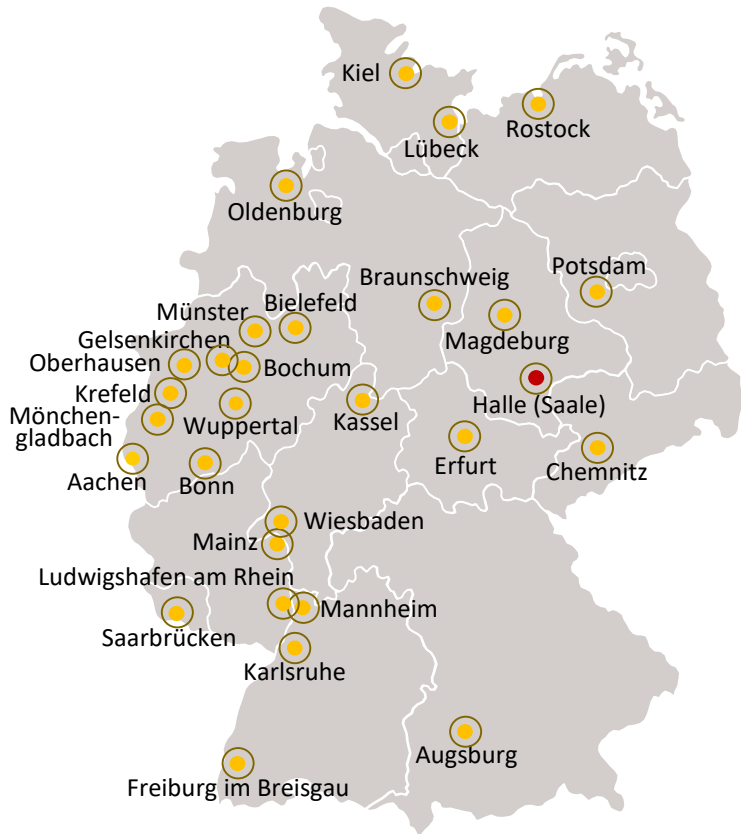 Kiel
Rostock
Lübeck
Oldenburg
Potsdam
Braunschweig
Bielefeld
Münster
Magdeburg
Gelsenkirchen
Oberhausen
Bochum
Krefeld
Halle (Saale)
Mönchen-
gladbach
Wuppertal
Kassel
Erfurt
Chemnitz
Aachen
Bonn
Wiesbaden
Mainz
Ludwigshafen am Rhein
Mannheim
Saarbrücken
Karlsruhe
Augsburg
Freiburg im Breisgau